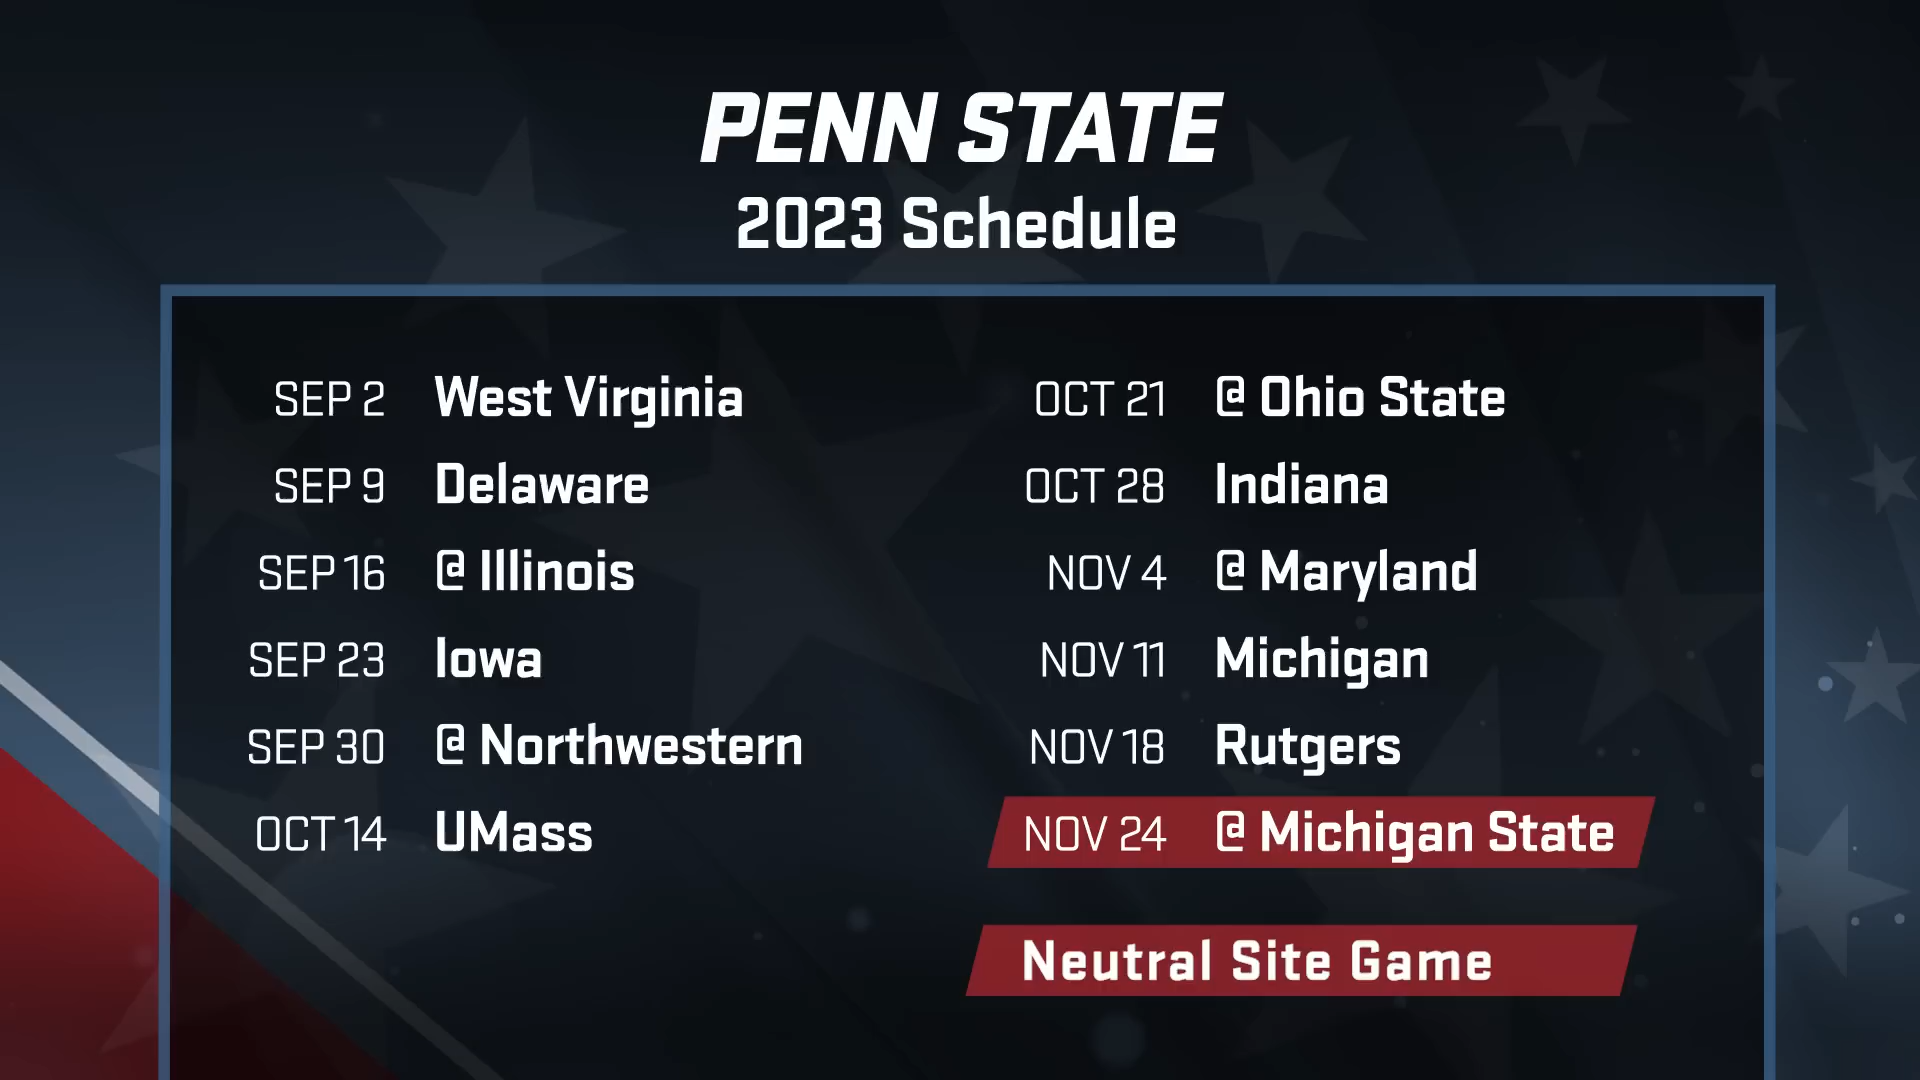 PENN STATE
2023 Schedule
SEP 2 West Virginia
SEP 9 Delaware
SEP 16 @ Illinois
SEP 23 Iowa
SEP 30 @ Northwestern
OCT 14 UMass
OCT 21 @ Ohio State
OCT 28 Indiana
NOV 4 @ Maryland
NOV 11 Michigan
NOV 18 Rutgers
NOV 24 @ Michigan State
Neutral Site Game